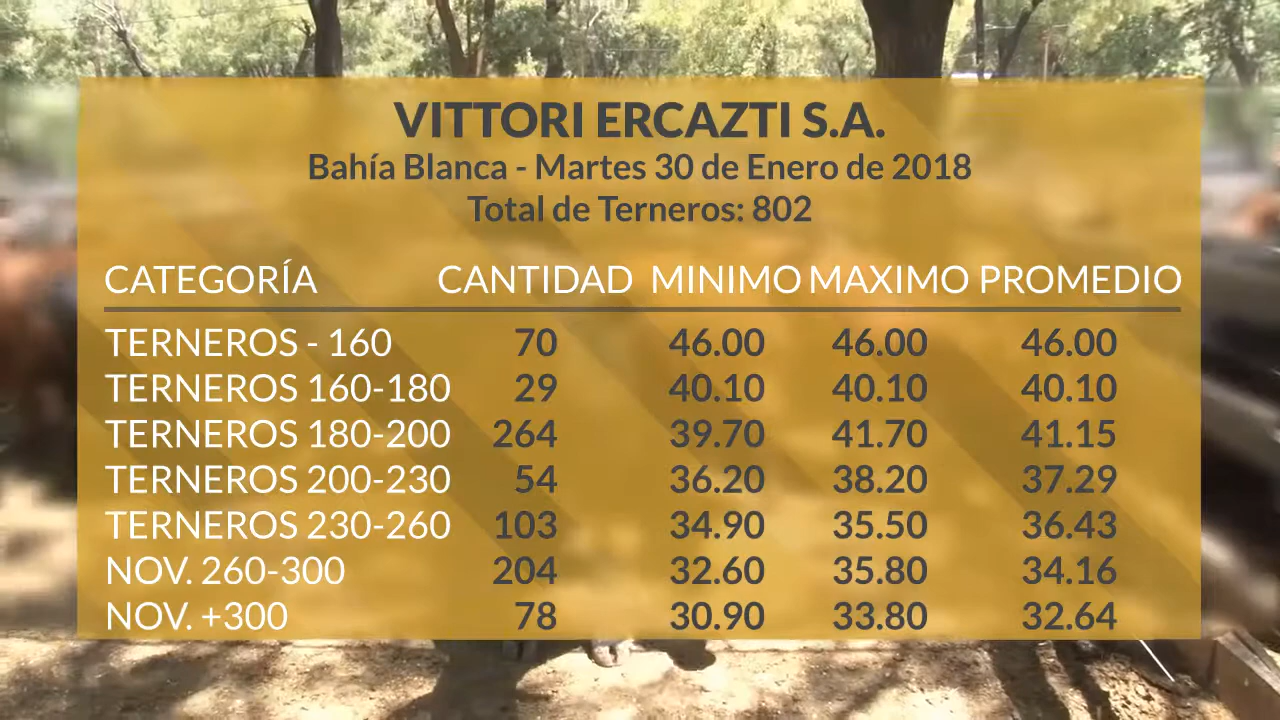 VITTORI ERCAZTI S.A.
Bahía Blanca - Martes 30 de Enero de 2018
Total de Terneros: 802
CATEGORÍA CANTIDAD MINIMO MAXIMO PROMEDIO
TERNEROS - 160 70 46.00 46.00 46.00
TERNEROS 160-180 29 40.10 40.10 40.10
TERNEROS 180-200 264 39.70 41.70 41.15
TERNEROS 200-230 54 36.20 38.20 37.29
TERNEROS 230-260 103 34.90 35.50 36.43
NOV. 260-300 204 32.60 35.80 34.16
NOV. +300 78 30.90 33.80 32.64